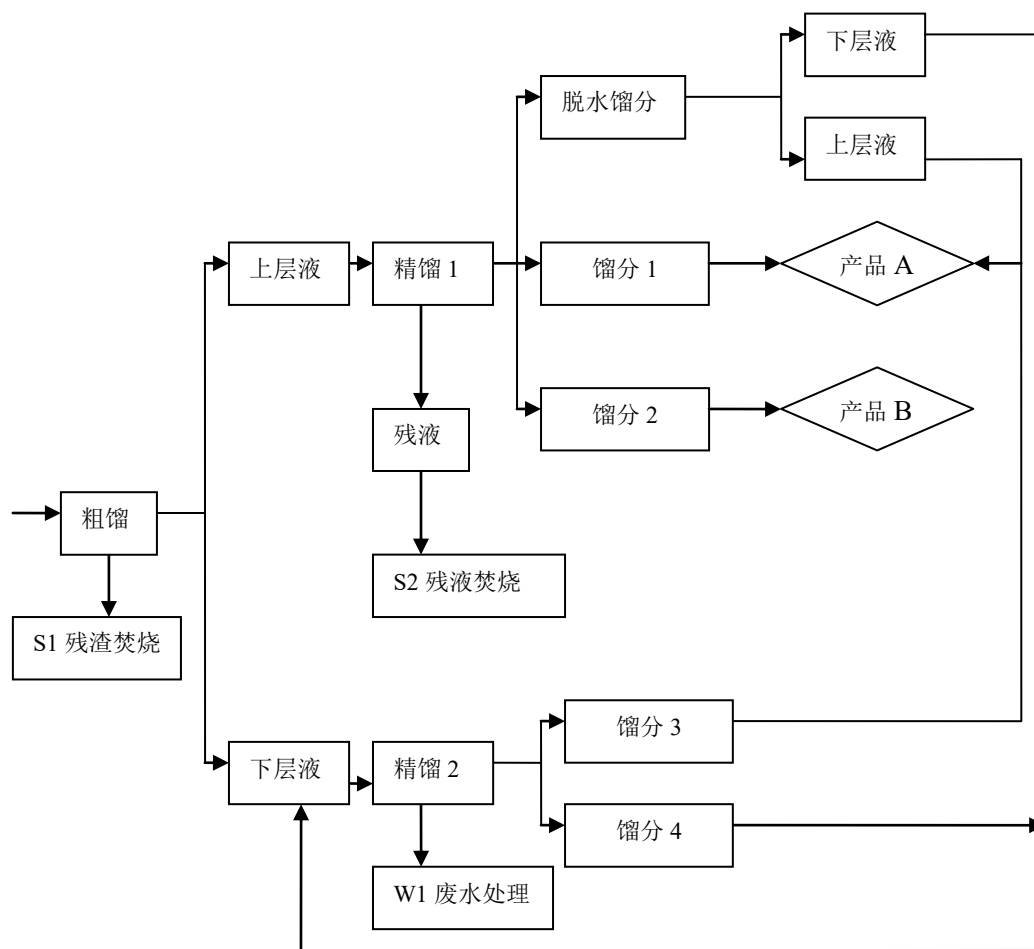 下层液
脱水馏分
上层液
上层液
精馏 1
馏分 1
产品 A
馏分 2
产品 B
残液
粗馏
S2 残液焚烧
S1 残渣焚烧
馏分 3
下层液
精馏 2
馏分 4
W1 废水处理